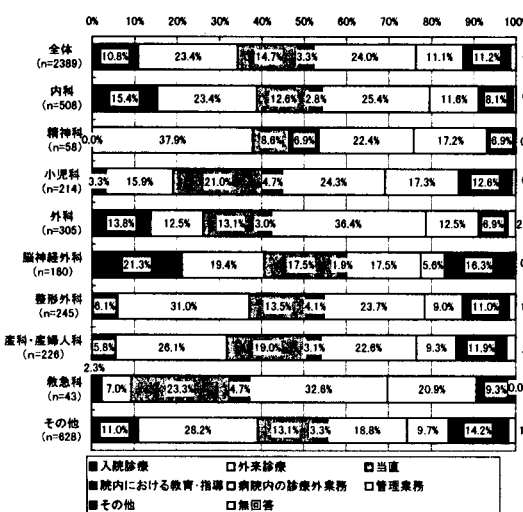 0% 10% 20% 30% 40% 50% 60% 70% 80% 90% 100%
全体 10.8% 23.4% 14.7% 3.3% 24.0% 11.1% 11.2%
(n=2389)
内科 15.4% 23.4% 12.6% 2.8% 25.4% 11.6% 8.1%
(n=508)
精神科 0.0% 37.9% 8.6% 6.9% 22.4% 17.2% 6.9%
(n=58)
小児科 3.3% 15.9% 21.0% 4.7% 24.3% 17.3% 12.6%
(n=214)
外科 13.8% 12.5% 13.1% 3.0% 36.4% 12.5% 6.9%
(n=305)
脳神経外科 21.3% 19.4% 17.5% 1.9% 17.5% 5.6% 16.3%
(n=160)
整形外科 6.1% 31.0% 13.5% 4.1% 23.7% 9.0% 11.0%
(n=245)
産科・産婦人科 5.8% 26.1% 19.0% 3.1% 22.6% 9.3% 11.9%
(n=226)
2.3%
救急科 7.0% 23.3% 4.7% 32.6% 20.9% 9.3% 0.0
(n=43)
その他 11.0% 28.2% 13.1% 3.3% 18.8% 9.7% 14.2%
(n=628)
入院診療 外来診療 当直
院内における教育・指導 病院内の診療外業務 管理業務
その他 無回答